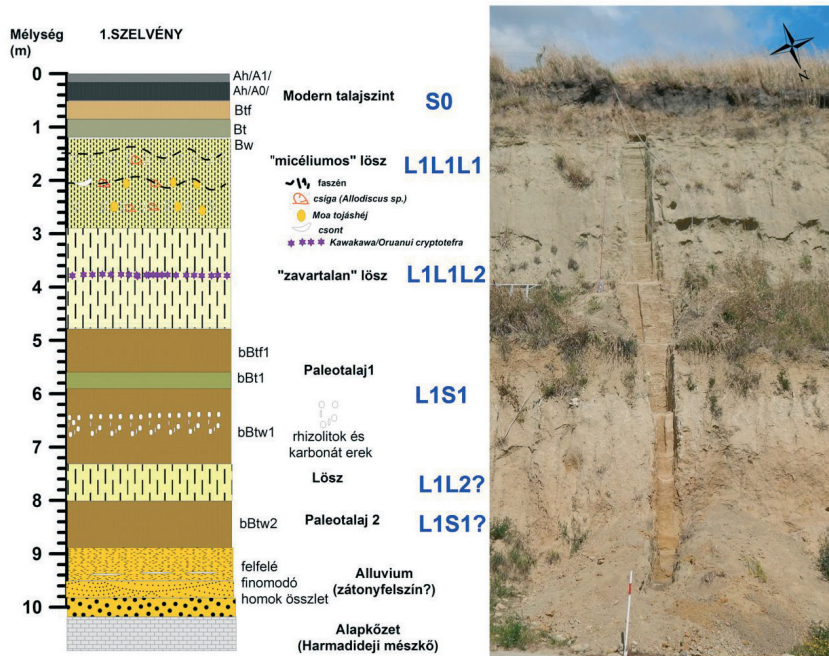 Mélység
(m)
1.SZELVÉNY
0
1
2
3
4
5
6
7
8
9
10
Ah/A1/
Ah/A0/
Btf
Bt
Bw
Modern talajszint
S0
"micéliumos" lösz
L1L1L1
faszén
csiga (Allodiscus sp.)
Moa tojáshéj
csont
Kawakawa/Oruanui cryptotefra
"zavartalan" lösz
L1L1L2
bBtf1
Paleotalaj1
bBt1
L1S1
bBtw1
rhizolitok és
karbonát erek
Lösz
L1L2?
bBtw2
Paleotalaj 2
L1S1?
felfelé
finomodó
homok összlet
Alluvium
(zátonyfelszín?)
Alapkőzet
(Harmadideji mészkő)
N